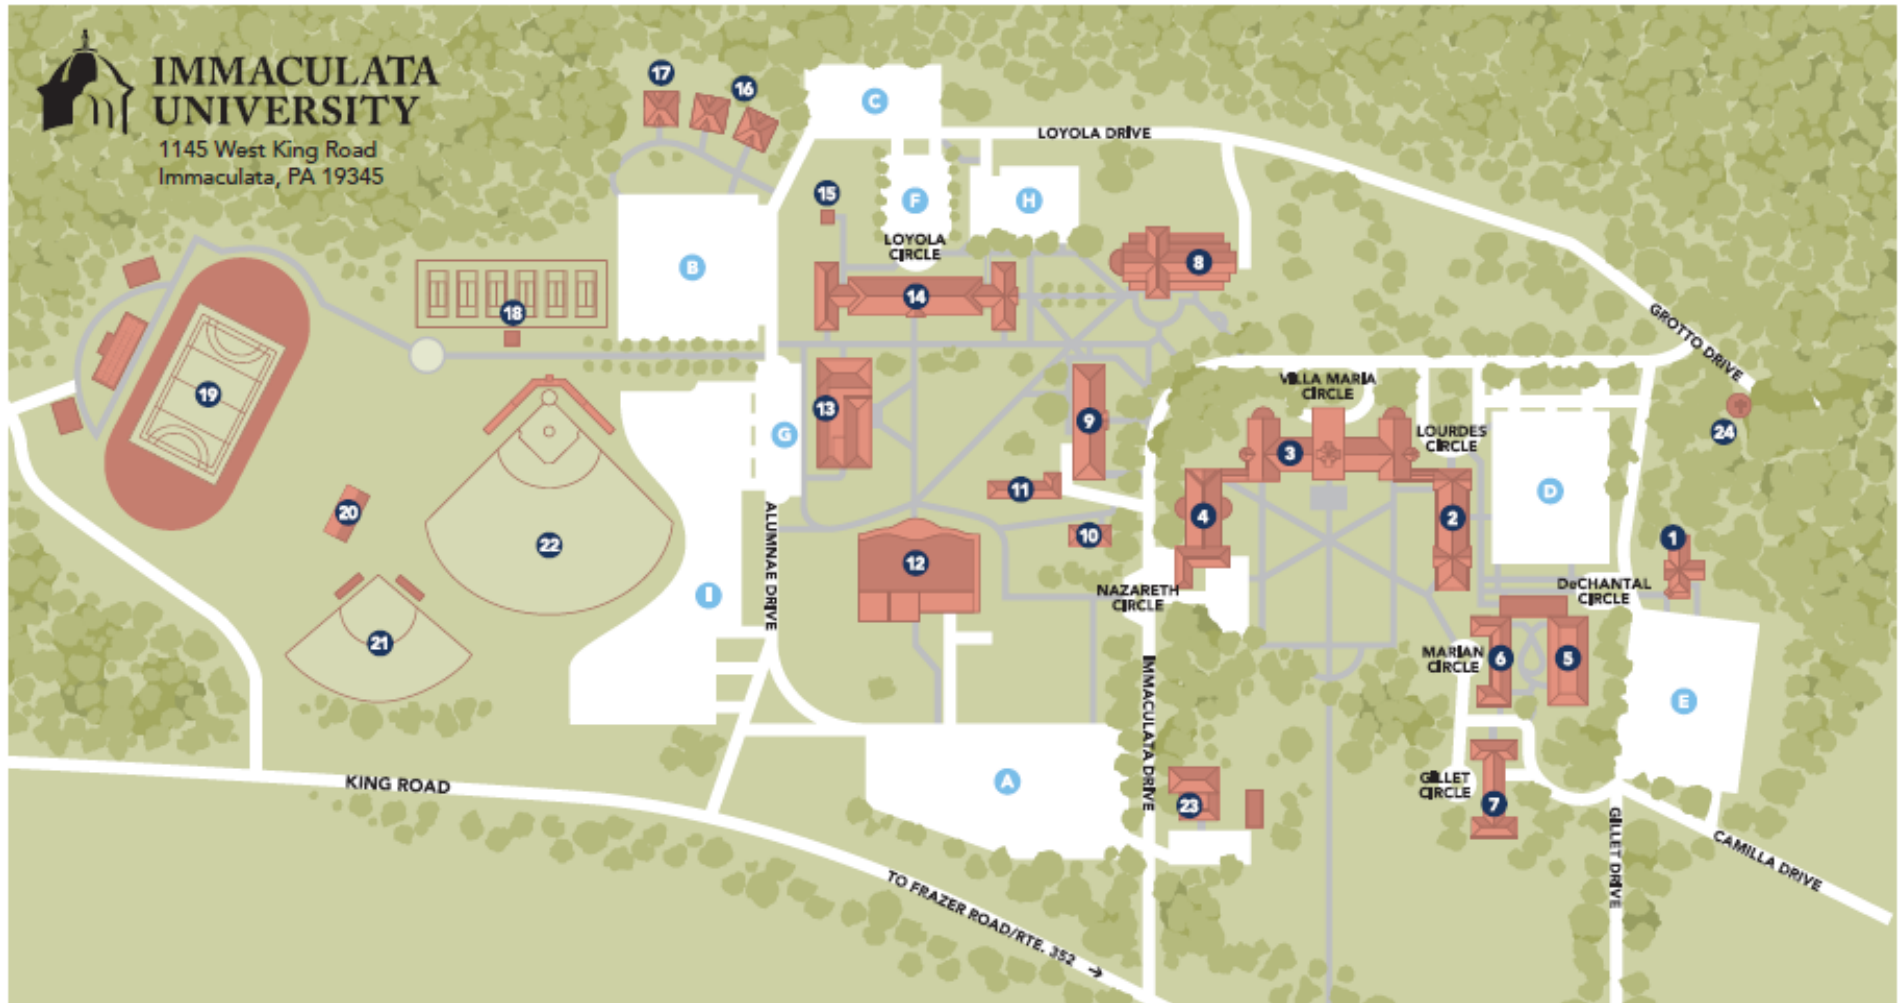 IMMACULATA
UNIVERSITY
1145 West King Road
Immaculata, PA 19345
17
16
C
LOYOLA DRIVE
15
F
H
LOYOLA
CIRCLE
B
8
14
18
GROTTO DRIVE
19
13
G
9
VILLA MARIA
CIRCLE
LOURDES
CIRCLE
24
3
11
D
20
4
2
22
ALUMNAE DRIVE
12
10
1
NAZARETH
CIRCLE
DeCHANTAL
CIRCLE
I
21
IMMACULATA DRIVE
MARIAN
CIRCLE
6
5
E
KING ROAD
A
23
GILLET
CIRCLE
7
GILLET DRIVE
CAMILLA DRIVE
TO FRAZER ROAD/RTE. 352 →